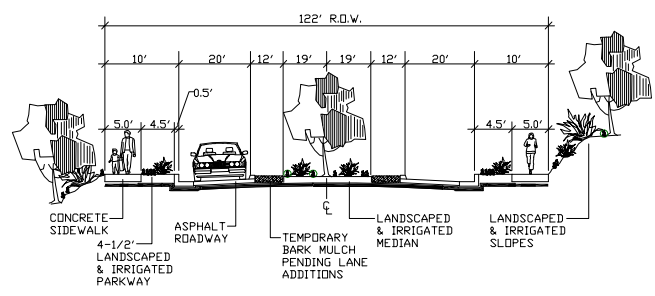 122' R.O.W.
10' 20' 12' 19' 19' 12' 20' 10'
0.5'
5.0' 4.5' 4.5' 5.0'
℄
CONCRETE
SIDEWALK
4-1/2'
LANDSCAPED
& IRRIGATED
PARKWAY
ASPHALT
ROADWAY
TEMPORARY
BARK MULCH
PENDING LANE
ADDITIONS
LANDSCAPED
& IRRIGATED
MEDIAN
LANDSCAPED
& IRRIGATED
SLOPES